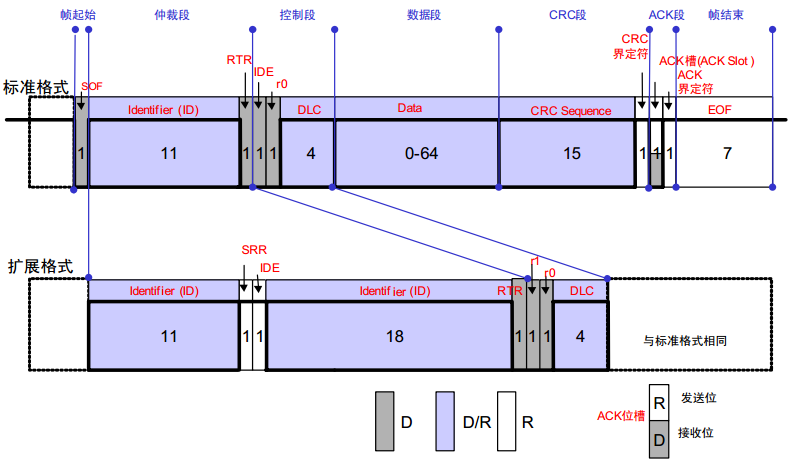 帧起始 仲裁段 控制段 数据段 CRC段 ACK段 帧结束
CRC
界定符
RTR IDE r0
ACK槽(ACK Slot )
ACK
界定符
标准格式
SOF Identifier (ID) DLC Data CRC Sequence EOF
1 11 1 1 1 4 0-64 15 1 1 1 7
扩展格式
SRR IDE r1 r0
Identifier (ID) Identifier (ID) RTR DLC
11 1 1 18 1 1 1 4 与标准格式相同
D D/R R
ACK位槽
R 发送位
D 接收位